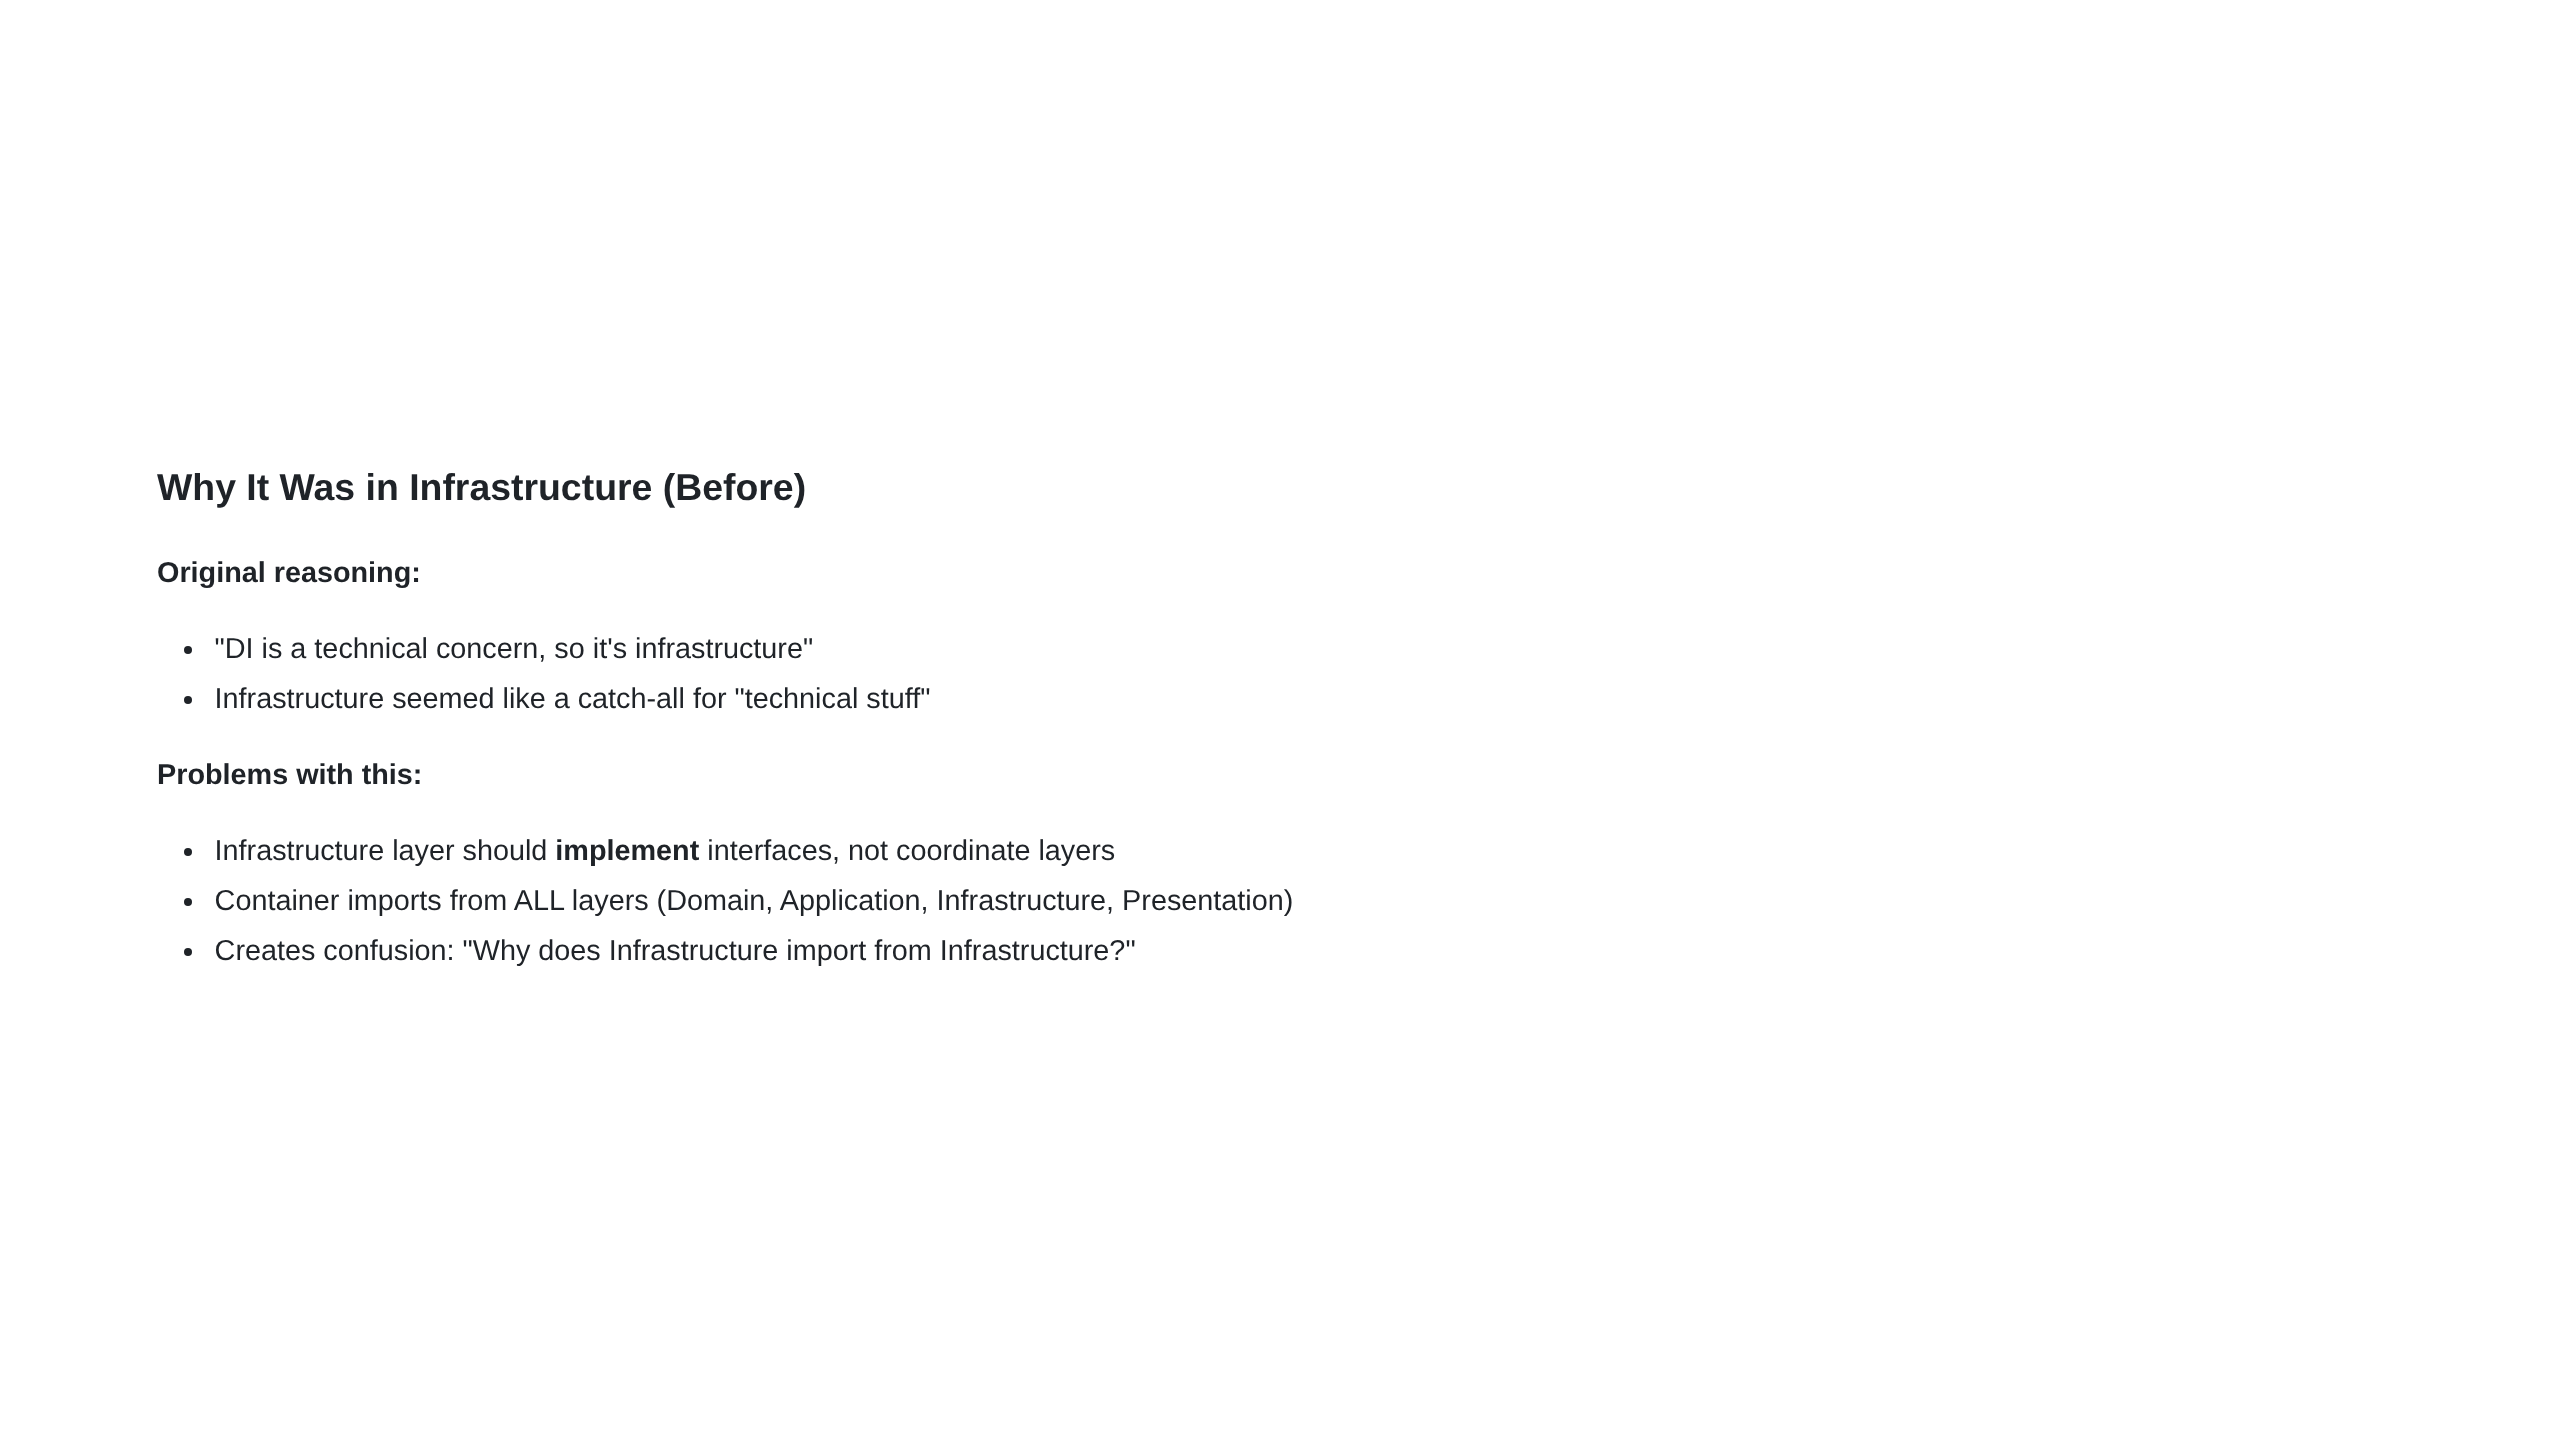 Why It Was in Infrastructure (Before)
Original reasoning:
"DI is a technical concern, so it's infrastructure"
Infrastructure seemed like a catch-all for "technical stuff"
Problems with this:
Infrastructure layer should implement interfaces, not coordinate layers
Container imports from ALL layers (Domain, Application, Infrastructure, Presentation)
Creates confusion: "Why does Infrastructure import from Infrastructure?"